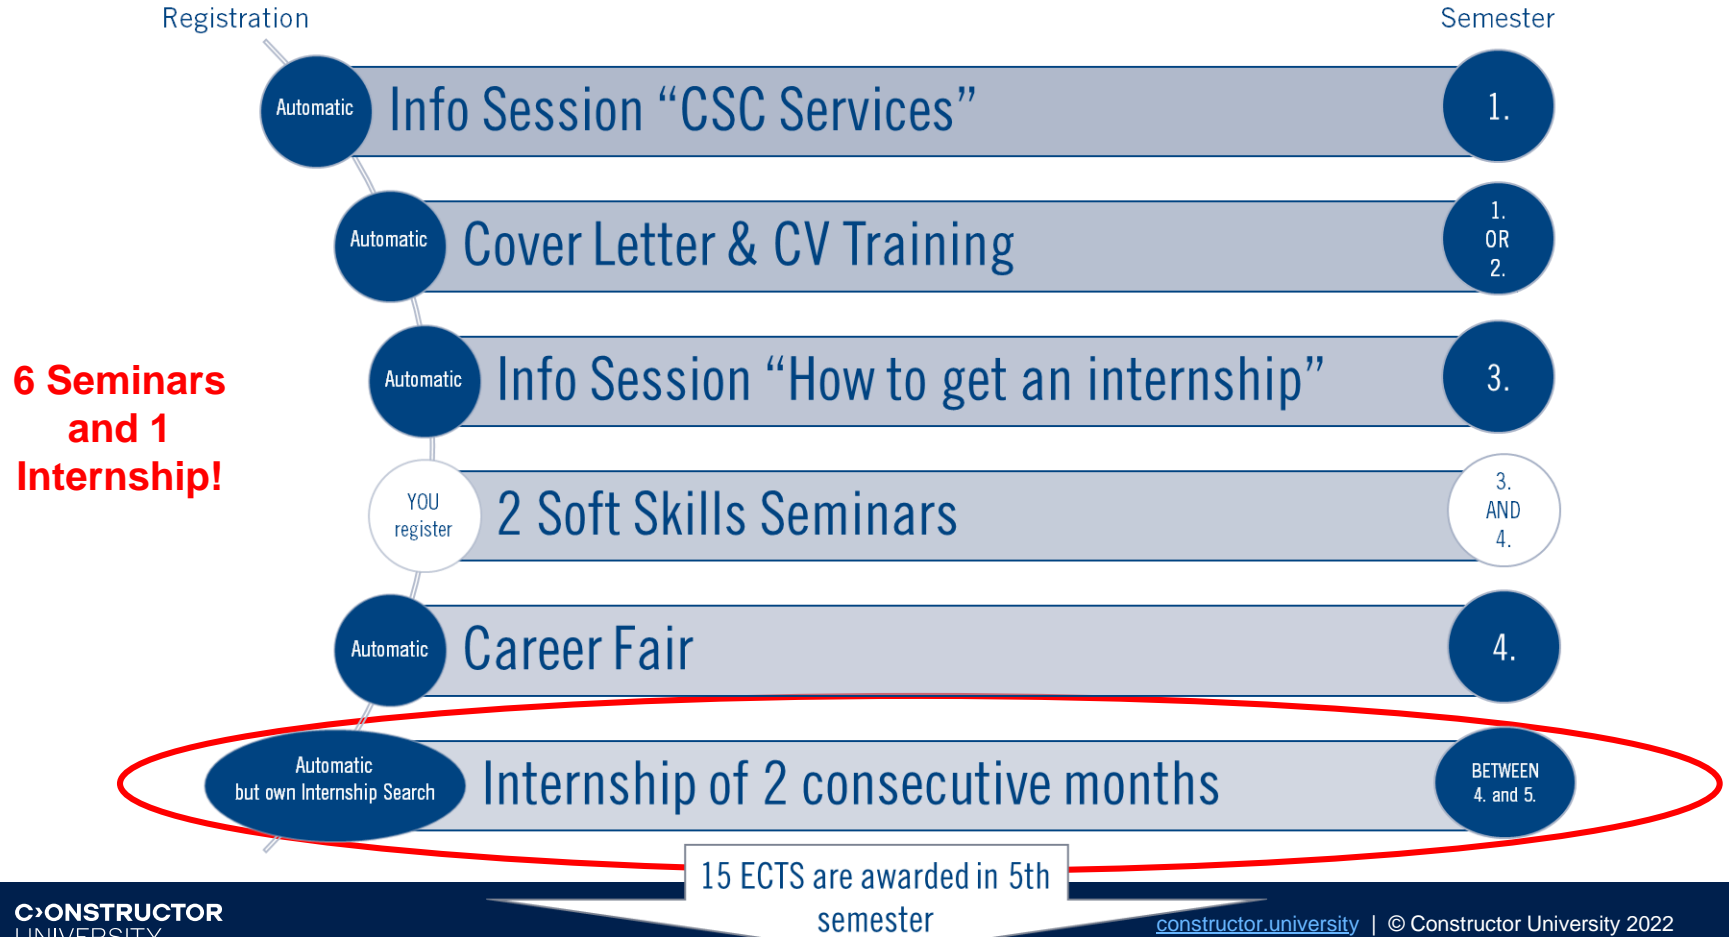 Registration
Semester
Automatic
Info Session “CSC Services”
1.
Automatic
Cover Letter & CV Training
1.
OR
2.
Automatic
Info Session “How to get an internship”
3.
6 Seminars
and 1
Internship!
YOU
register
2 Soft Skills Seminars
3.
AND
4.
Automatic
Career Fair
4.
Automatic
but own Internship Search
Internship of 2 consecutive months
BETWEEN
4. and 5.
15 ECTS are awarded in 5th
semester
C>ONSTRUCTOR
UNIVERSITY
constructor.university | © Constructor University 2022